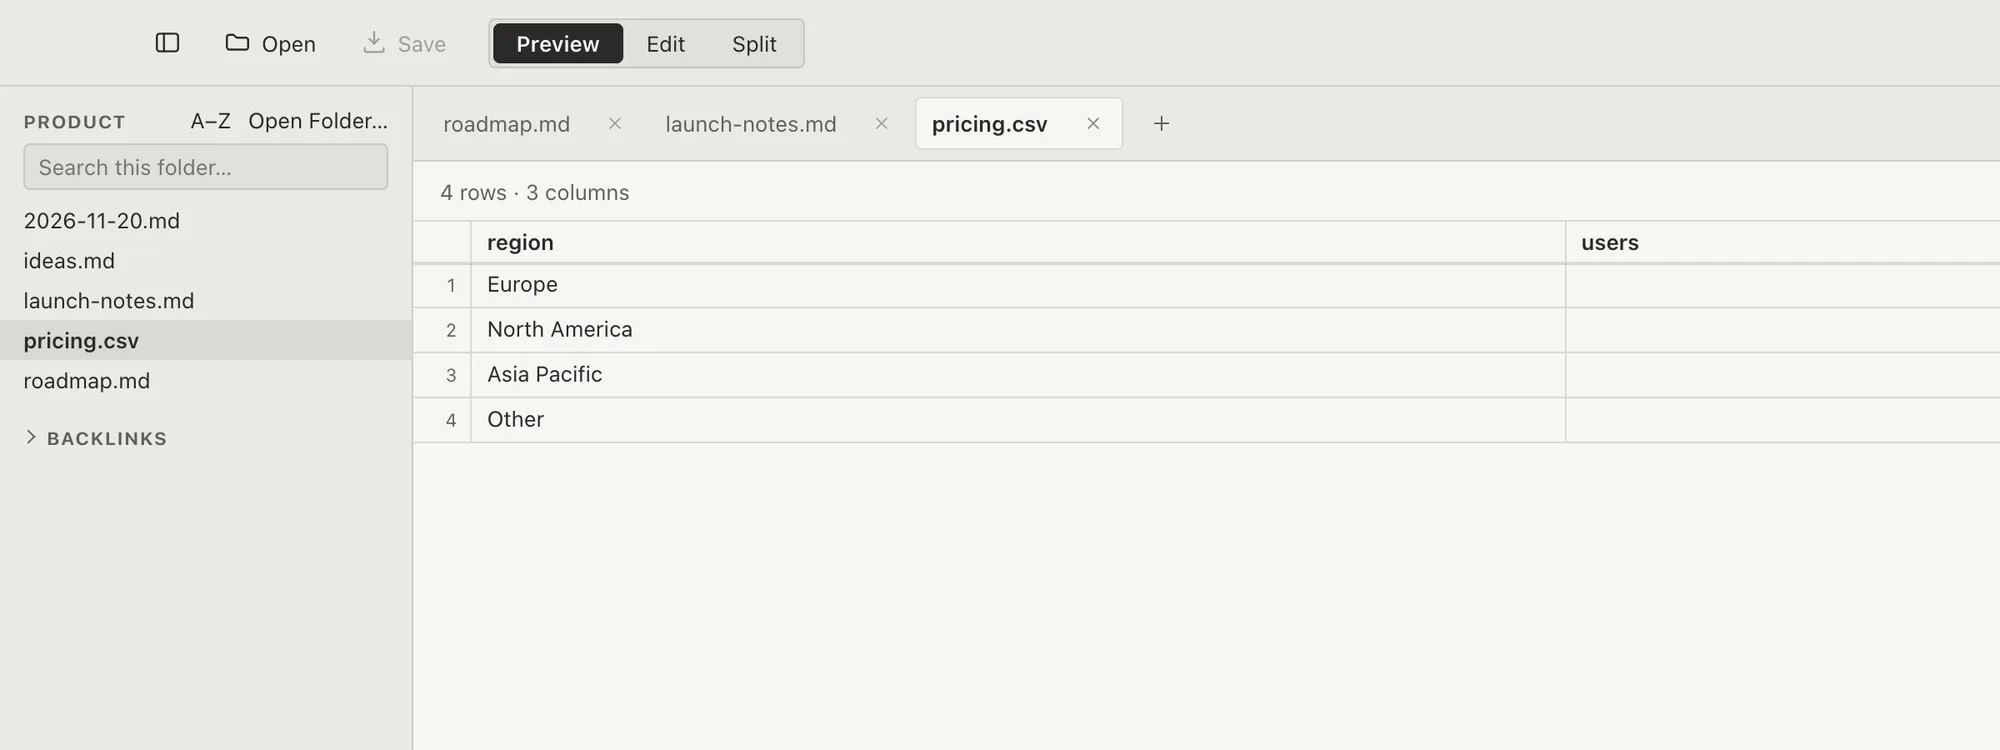 Open Save Preview Edit Split
PRODUCT A–Z Open Folder...
Search this folder...
2026-11-20.md
ideas.md
launch-notes.md
pricing.csv
roadmap.md
BACKLINKS
roadmap.md × launch-notes.md × pricing.csv × +
4 rows · 3 columns
region users
1 Europe
2 North America
3 Asia Pacific
4 Other